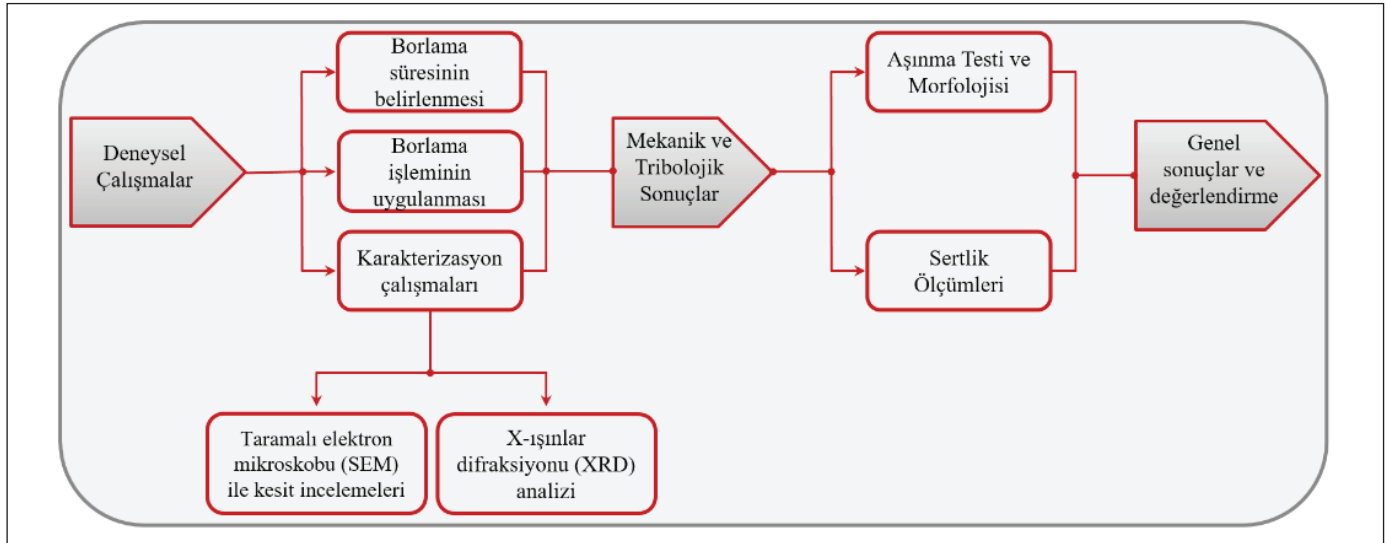 Deneysel
Çalışmalar
Borlama
süresinin
belirlenmesi
Borlama
işleminin
uygulanması
Karakterizasyon
çalışmaları
Taramalı elektron
mikroskobu (SEM)
ile kesit incelemeleri
X-ışınlar
difraksiyonu (XRD)
analizi
Mekanik ve
Tribolojik
Sonuçlar
Aşınma Testi ve
Morfolojisi
Sertlik
Ölçümleri
Genel
sonuçlar ve
değerlendirme